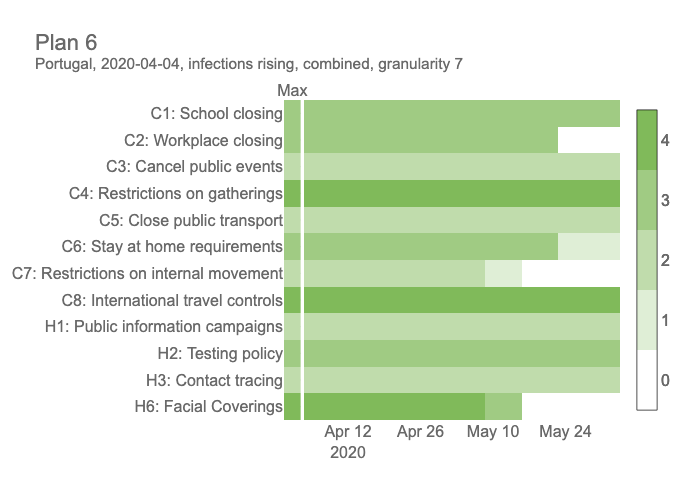 Plan 6
Portugal, 2020-04-04, infections rising, combined, granularity 7
Max
C1: School closing
C2: Workplace closing
C3: Cancel public events
C4: Restrictions on gatherings
C5: Close public transport
C6: Stay at home requirements
C7: Restrictions on internal movement
C8: International travel controls
H1: Public information campaigns
H2: Testing policy
H3: Contact tracing
H6: Facial Coverings
4
3
2
1
0
Apr 12 Apr 26 May 10 May 24
2020